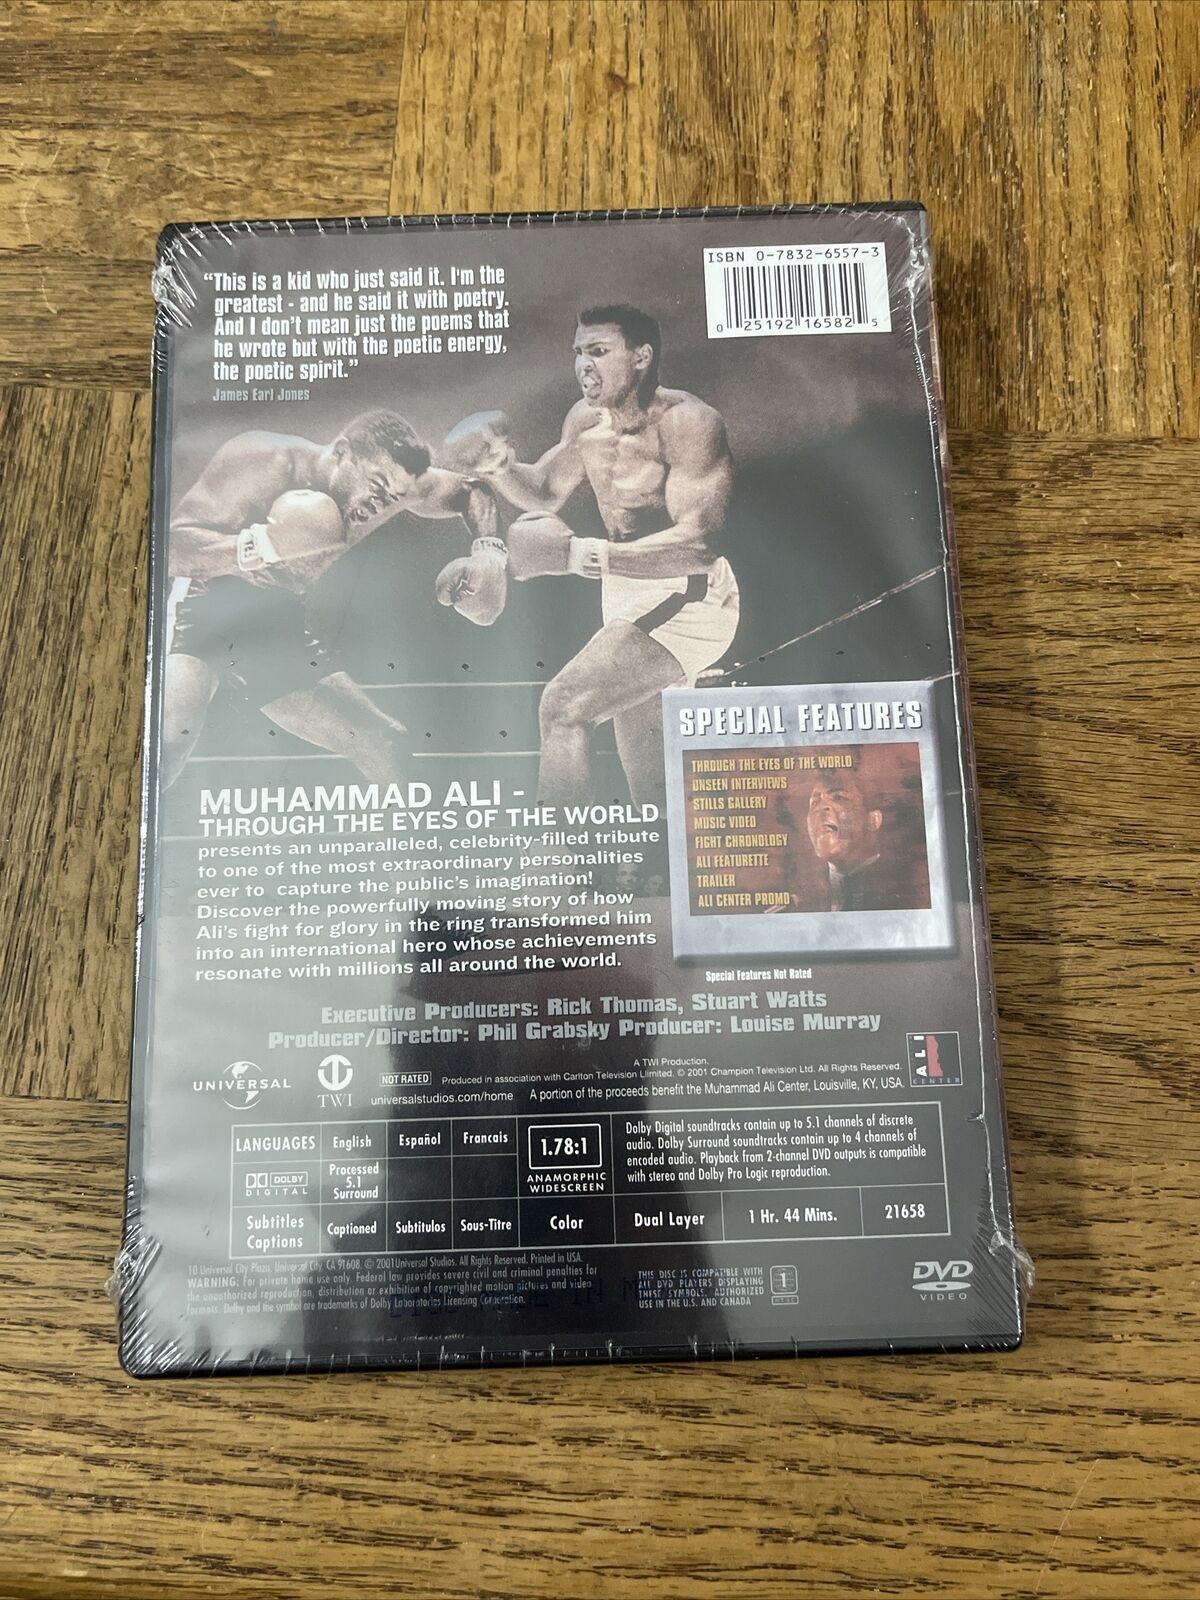 “This is a kid who just said it. I'm the
greatest - and he said it with poetry.
And I don't mean just the poems that
he wrote but with the poetic energy,
the poetic spirit.”
James Earl Jones
ISBN 0-7832-6557-3
0 25192 16582 5
SPECIAL FEATURES
THROUGH THE EYES OF THE WORLD
UNSEEN INTERVIEWS
STILLS GALLERY
MUSIC VIDEO
FIGHT CHRONOLOGY
ALI FEATURETTE
TRAILER
ALI CENTER PROMO
Special Features Not Rated
MUHAMMAD ALI -
THROUGH THE EYES OF THE WORLD
presents an unparalleled, celebrity-filled tribute
to one of the most extraordinary personalities
ever to capture the public's imagination!
Discover the powerfully moving story of how
Ali's fight for glory in the ring transformed him
into an international hero whose achievements
resonate with millions all around the world.
Executive Producers: Rick Thomas, Stuart Watts
Producer/Director: Phil Grabsky Producer: Louise Murray
UNIVERSAL
TWI
NOT RATED
A TWI Production.
Produced in association with Carlton Television Llimited. © 2001 Champion Television Ltd. All Rights Reserved.
universalstudios.com/home A portion of the proceeds benefit the Muhammad Ali Center, Louisville, KY, USA.
ALI
CENTER
LANGUAGES English Español Francais
DOLBY
DIGITAL
Processed
5.1
Surround
Subtitles
Captions
Captioned Subtitulos Sous-Titre
1.78:1
ANAMORPHIC
WIDESCREEN
Color
Dolby Digital soundtracks contain up to 5.1 channels of discrete
audio. Dolby Surround soundtracks contain up to 4 channels of
encoded audio. Playback from 2-channel DVD outputs is compatible
with stereo and Dolby Pro Logic reproduction.
Dual Layer 1 Hr. 44 Mins. 21658
10 Universal City Plaza, Universal City, CA 91608. © 2001 Universal Studios. All Rights Reserved. Printed in USA.
WARNING: For private home use only. Federal law provides severe civil and criminal penalties for
the unauthorized reproduction, distribution or exhibition of copyrighted motion pictures and video
formats. Dolby and the symbol are trademarks of Dolby Laboratories Licensing Corporation.
THIS DISC IS COMPATIBLE WITH
ALL DVD PLAYERS DISPLAYING
THESE SYMBOLS. AUTHORIZED
USE IN THE U.S. AND CANADA
1
DVD
VIDEO